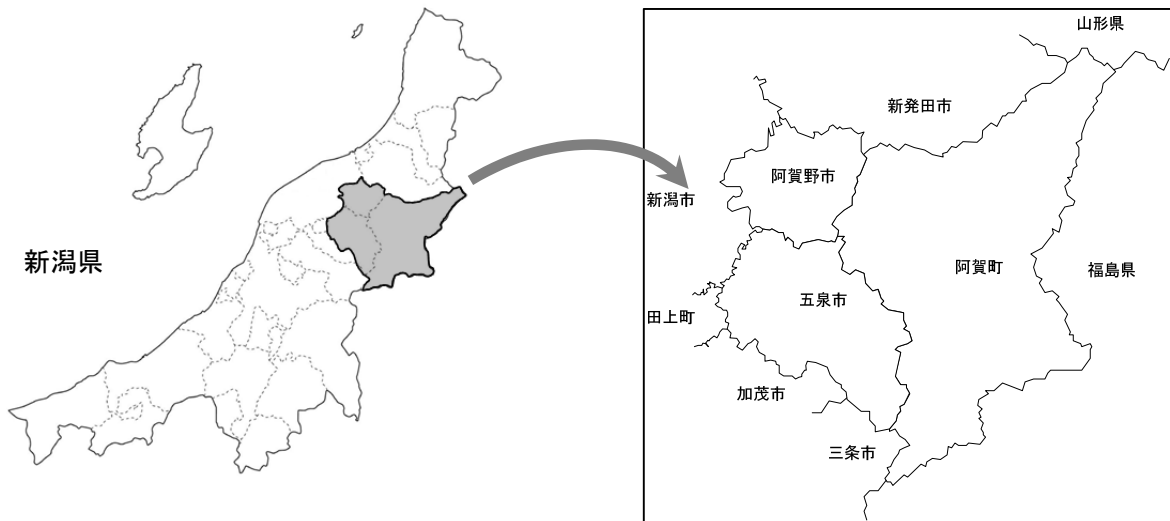 新潟県
山形県
新発田市
阿賀野市
新潟市
阿賀町
福島県
五泉市
田上町
加茂市
三条市